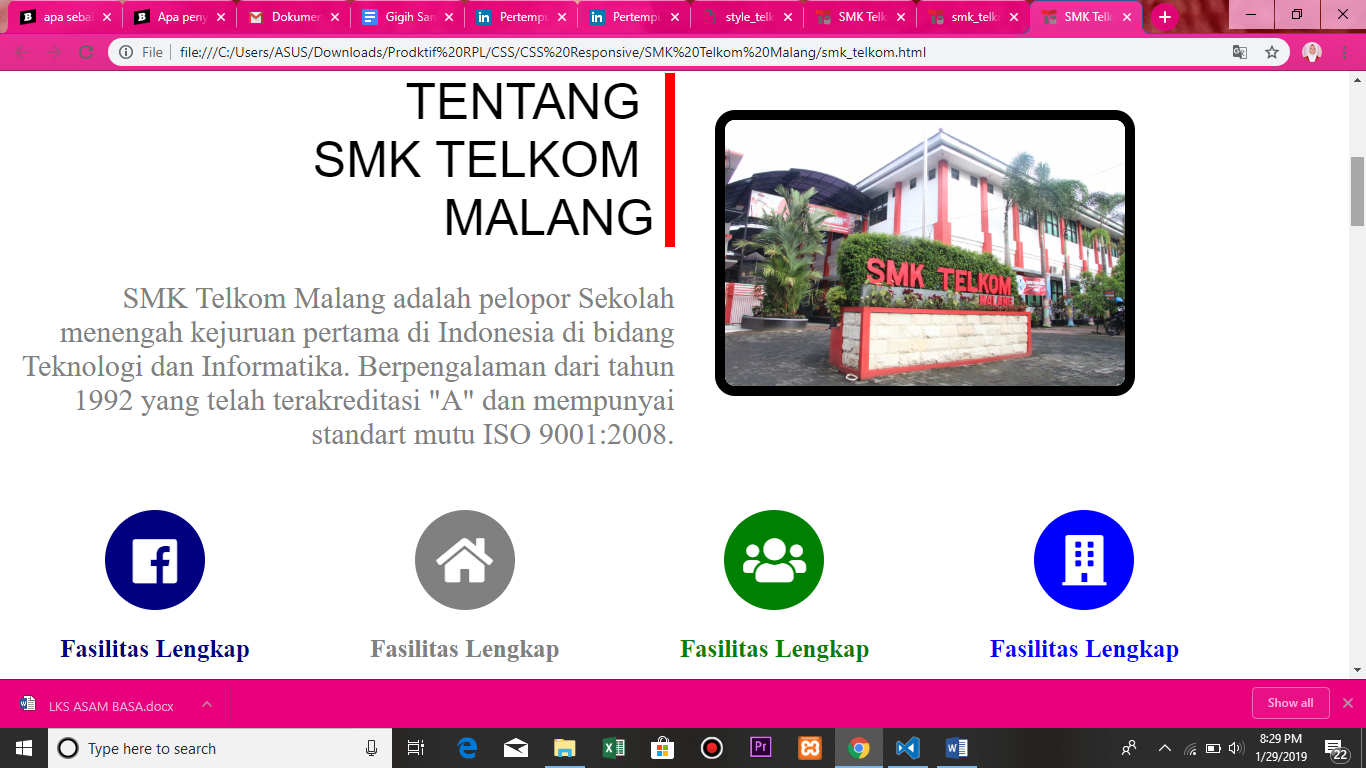 apa sebal
Apa peny
Dokumen
Gigih San
Pertempu
Pertempu
style_telk
SMK Telk
smk_telko
SMK Telk
File
file:///C:/Users/ASUS/Downloads/Prodktif%20RPL/CSS/CSS%20Responsive/SMK%20Telkom%20Malang/smk_telkom.html
TENTANG
SMK TELKOM
MALANG
SMK TELKOM
MALANG
SMK Telkom Malang adalah pelopor Sekolah
menengah kejuruan pertama di Indonesia di bidang
Teknologi dan Informatika. Berpengalaman dari tahun
1992 yang telah terakreditasi "A" dan mempunyai
standart mutu ISO 9001:2008.
Fasilitas Lengkap
Fasilitas Lengkap
Fasilitas Lengkap
Fasilitas Lengkap
LKS ASAM BASA.docx
Show all
Type here to search
Pr
8:29 PM
1/29/2019
22